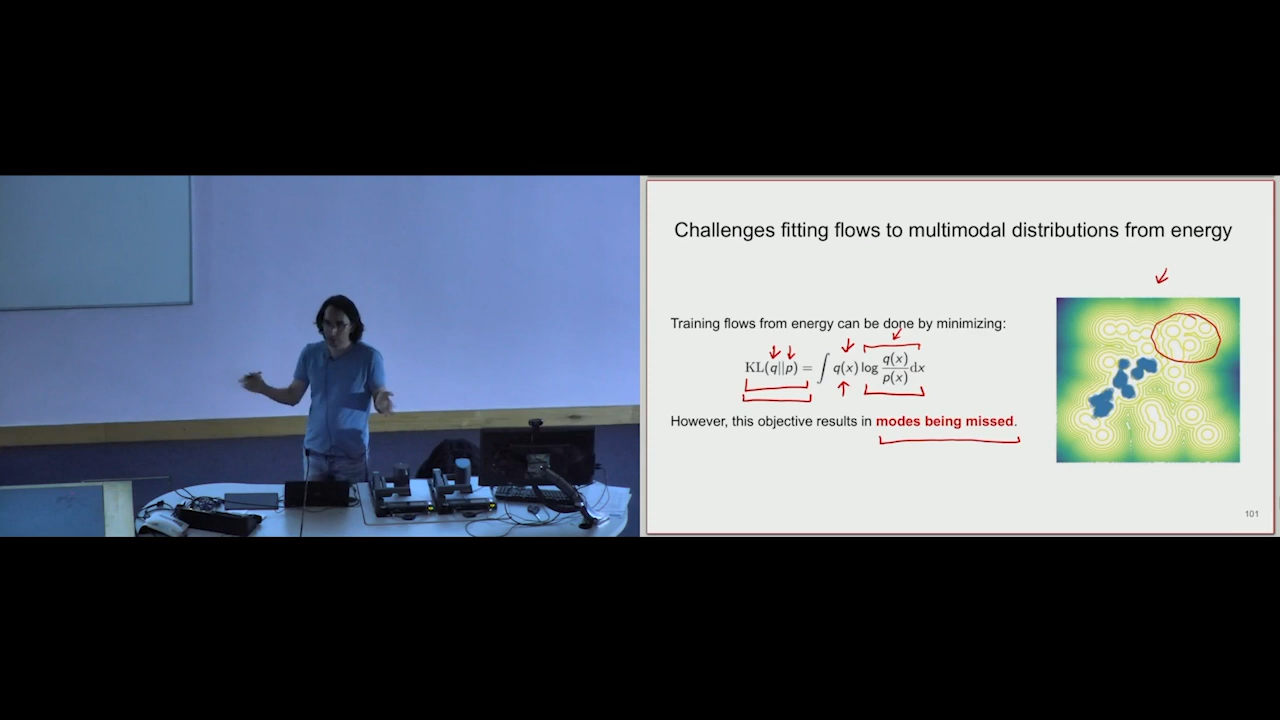 Challenges fitting flows to multimodal distributions from energy
Training flows from energy can be done by minimizing:
KL(q||p) = ∫ q(x) log q(x)/p(x) dx
However, this objective results in modes being missed.
101